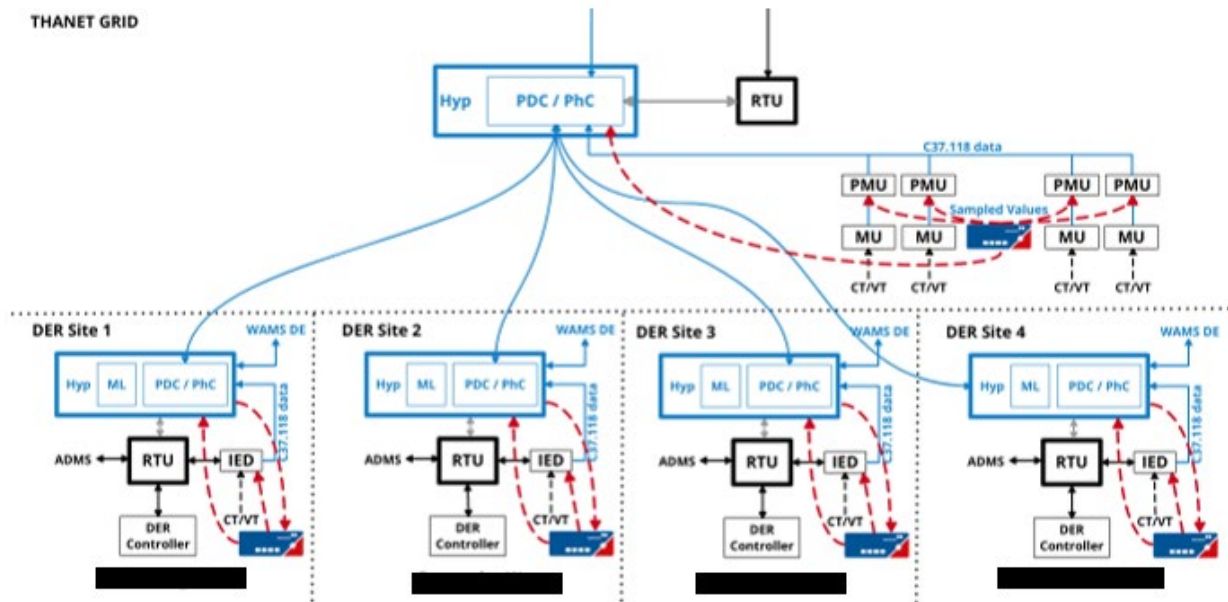 THANET GRID
Hyp
PDC / PhC
RTU
C37.118 data
PMU PMU PMU PMU
Sampled Values
MU MU MU MU
CT/VT CT/VT CT/VT CT/VT
DER Site 1
WAMS DE
Hyp ML PDC / PhC
C37.118 data
ADMS RTU IED
CT/VT
DER
Controller
DER Site 2
WAMS DE
Hyp ML PDC / PhC
C37.118 data
ADMS RTU IED
CT/VT
DER
Controller
DER Site 3
WAMS DE
Hyp ML PDC / PhC
C37.118 data
ADMS RTU IED
CT/VT
DER
Controller
DER Site 4
WAMS DE
Hyp ML PDC / PhC
C37.118 data
ADMS RTU IED
CT/VT
DER
Controller